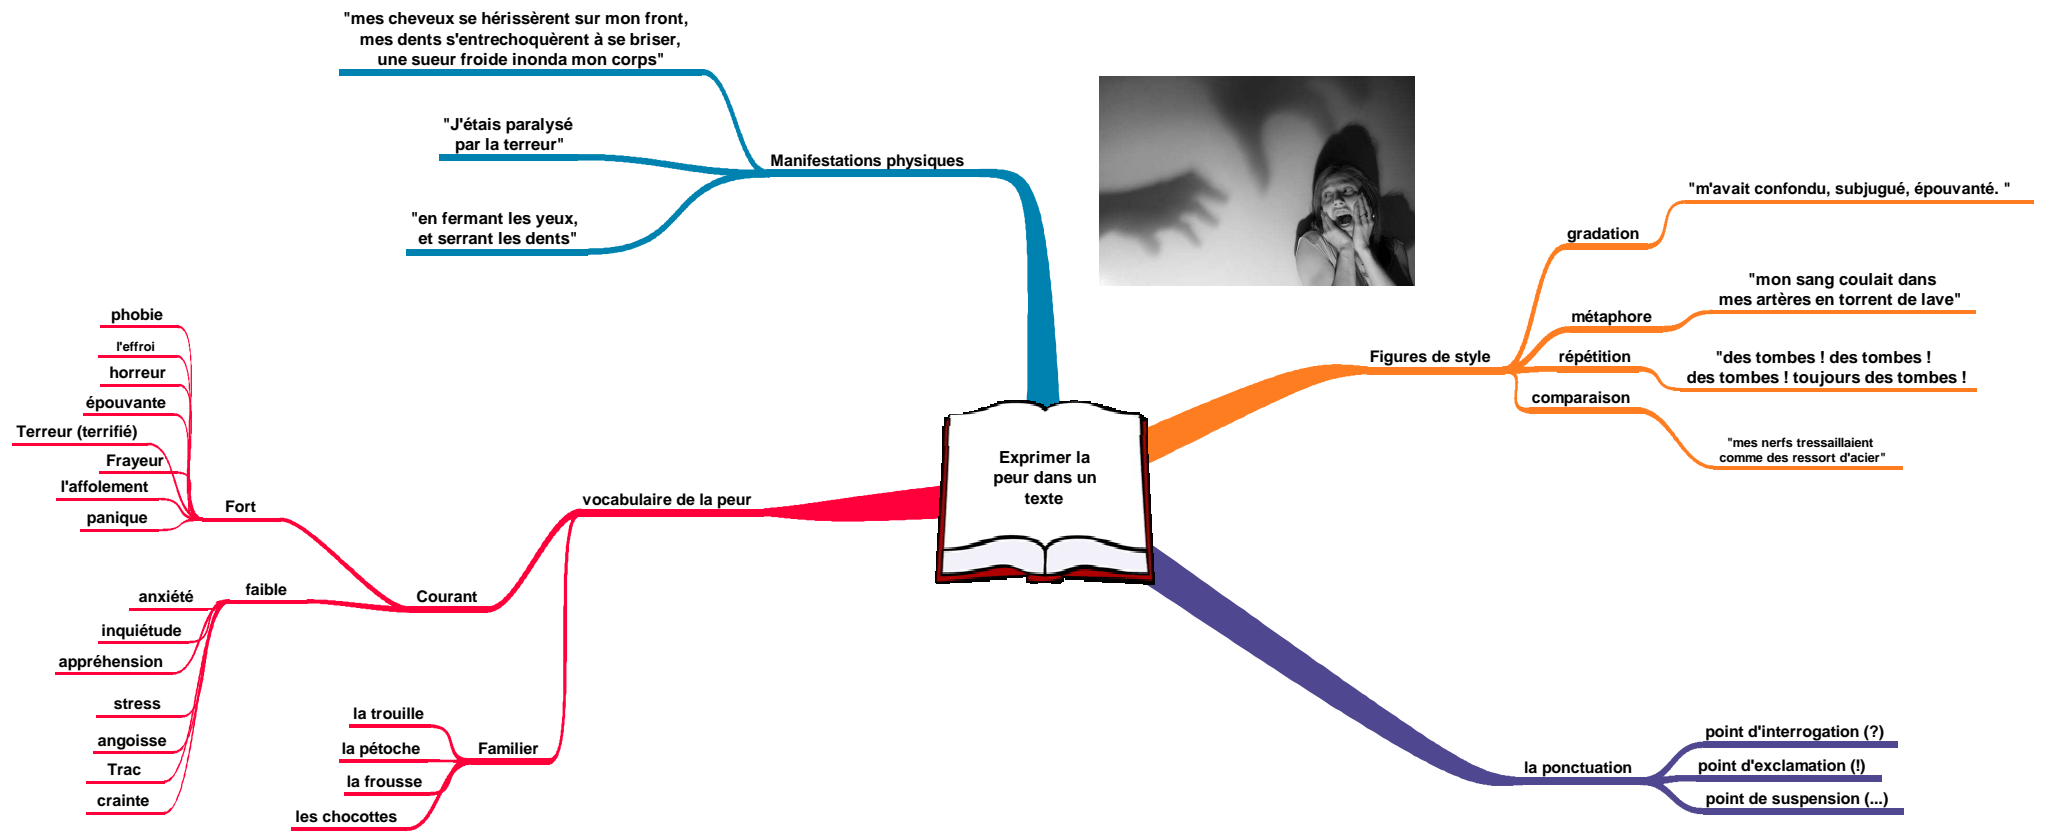 "mes cheveux se hérissèrent sur mon front,
mes dents s'entrechoquèrent à se briser,
une sueur froide inonda mon corps"
"J'étais paralysé
par la terreur"
"en fermant les yeux,
et serrant les dents"
Manifestations physiques
"m'avait confondu, subjugué, épouvanté. "
gradation
"mon sang coulait dans
mes artères en torrent de lave"
métaphore
Figures de style
répétition
"des tombes ! des tombes !
des tombes ! toujours des tombes !
comparaison
"mes nerfs tressaillaient
comme des ressort d'acier"
Exprimer la
peur dans un
texte
vocabulaire de la peur
phobie
l'effroi
horreur
épouvante
Terreur (terrifié)
Frayeur
l'affolement
panique
Fort
Courant
faible
anxiété
inquiétude
appréhension
stress
angoisse
Trac
crainte
Familier
la trouille
la pétoche
la frousse
les chocottes
la ponctuation
point d'interrogation (?)
point d'exclamation (!)
point de suspension (...)